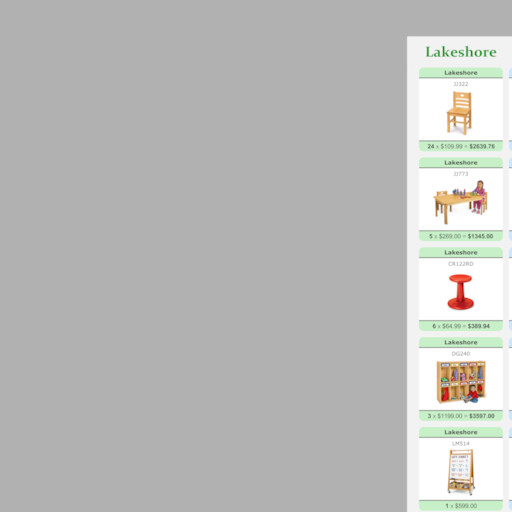 Lakeshore
Lakeshore
JJ322
24 x $109.99 = $2639.76
Lakeshore
JJ773
5 x $269.00 = $1345.00
Lakeshore
CR122RD
6 x $64.99 = $389.94
Lakeshore
DG240
3 x $1199.00 = $3597.00
Lakeshore
LM514
1 x $599.00